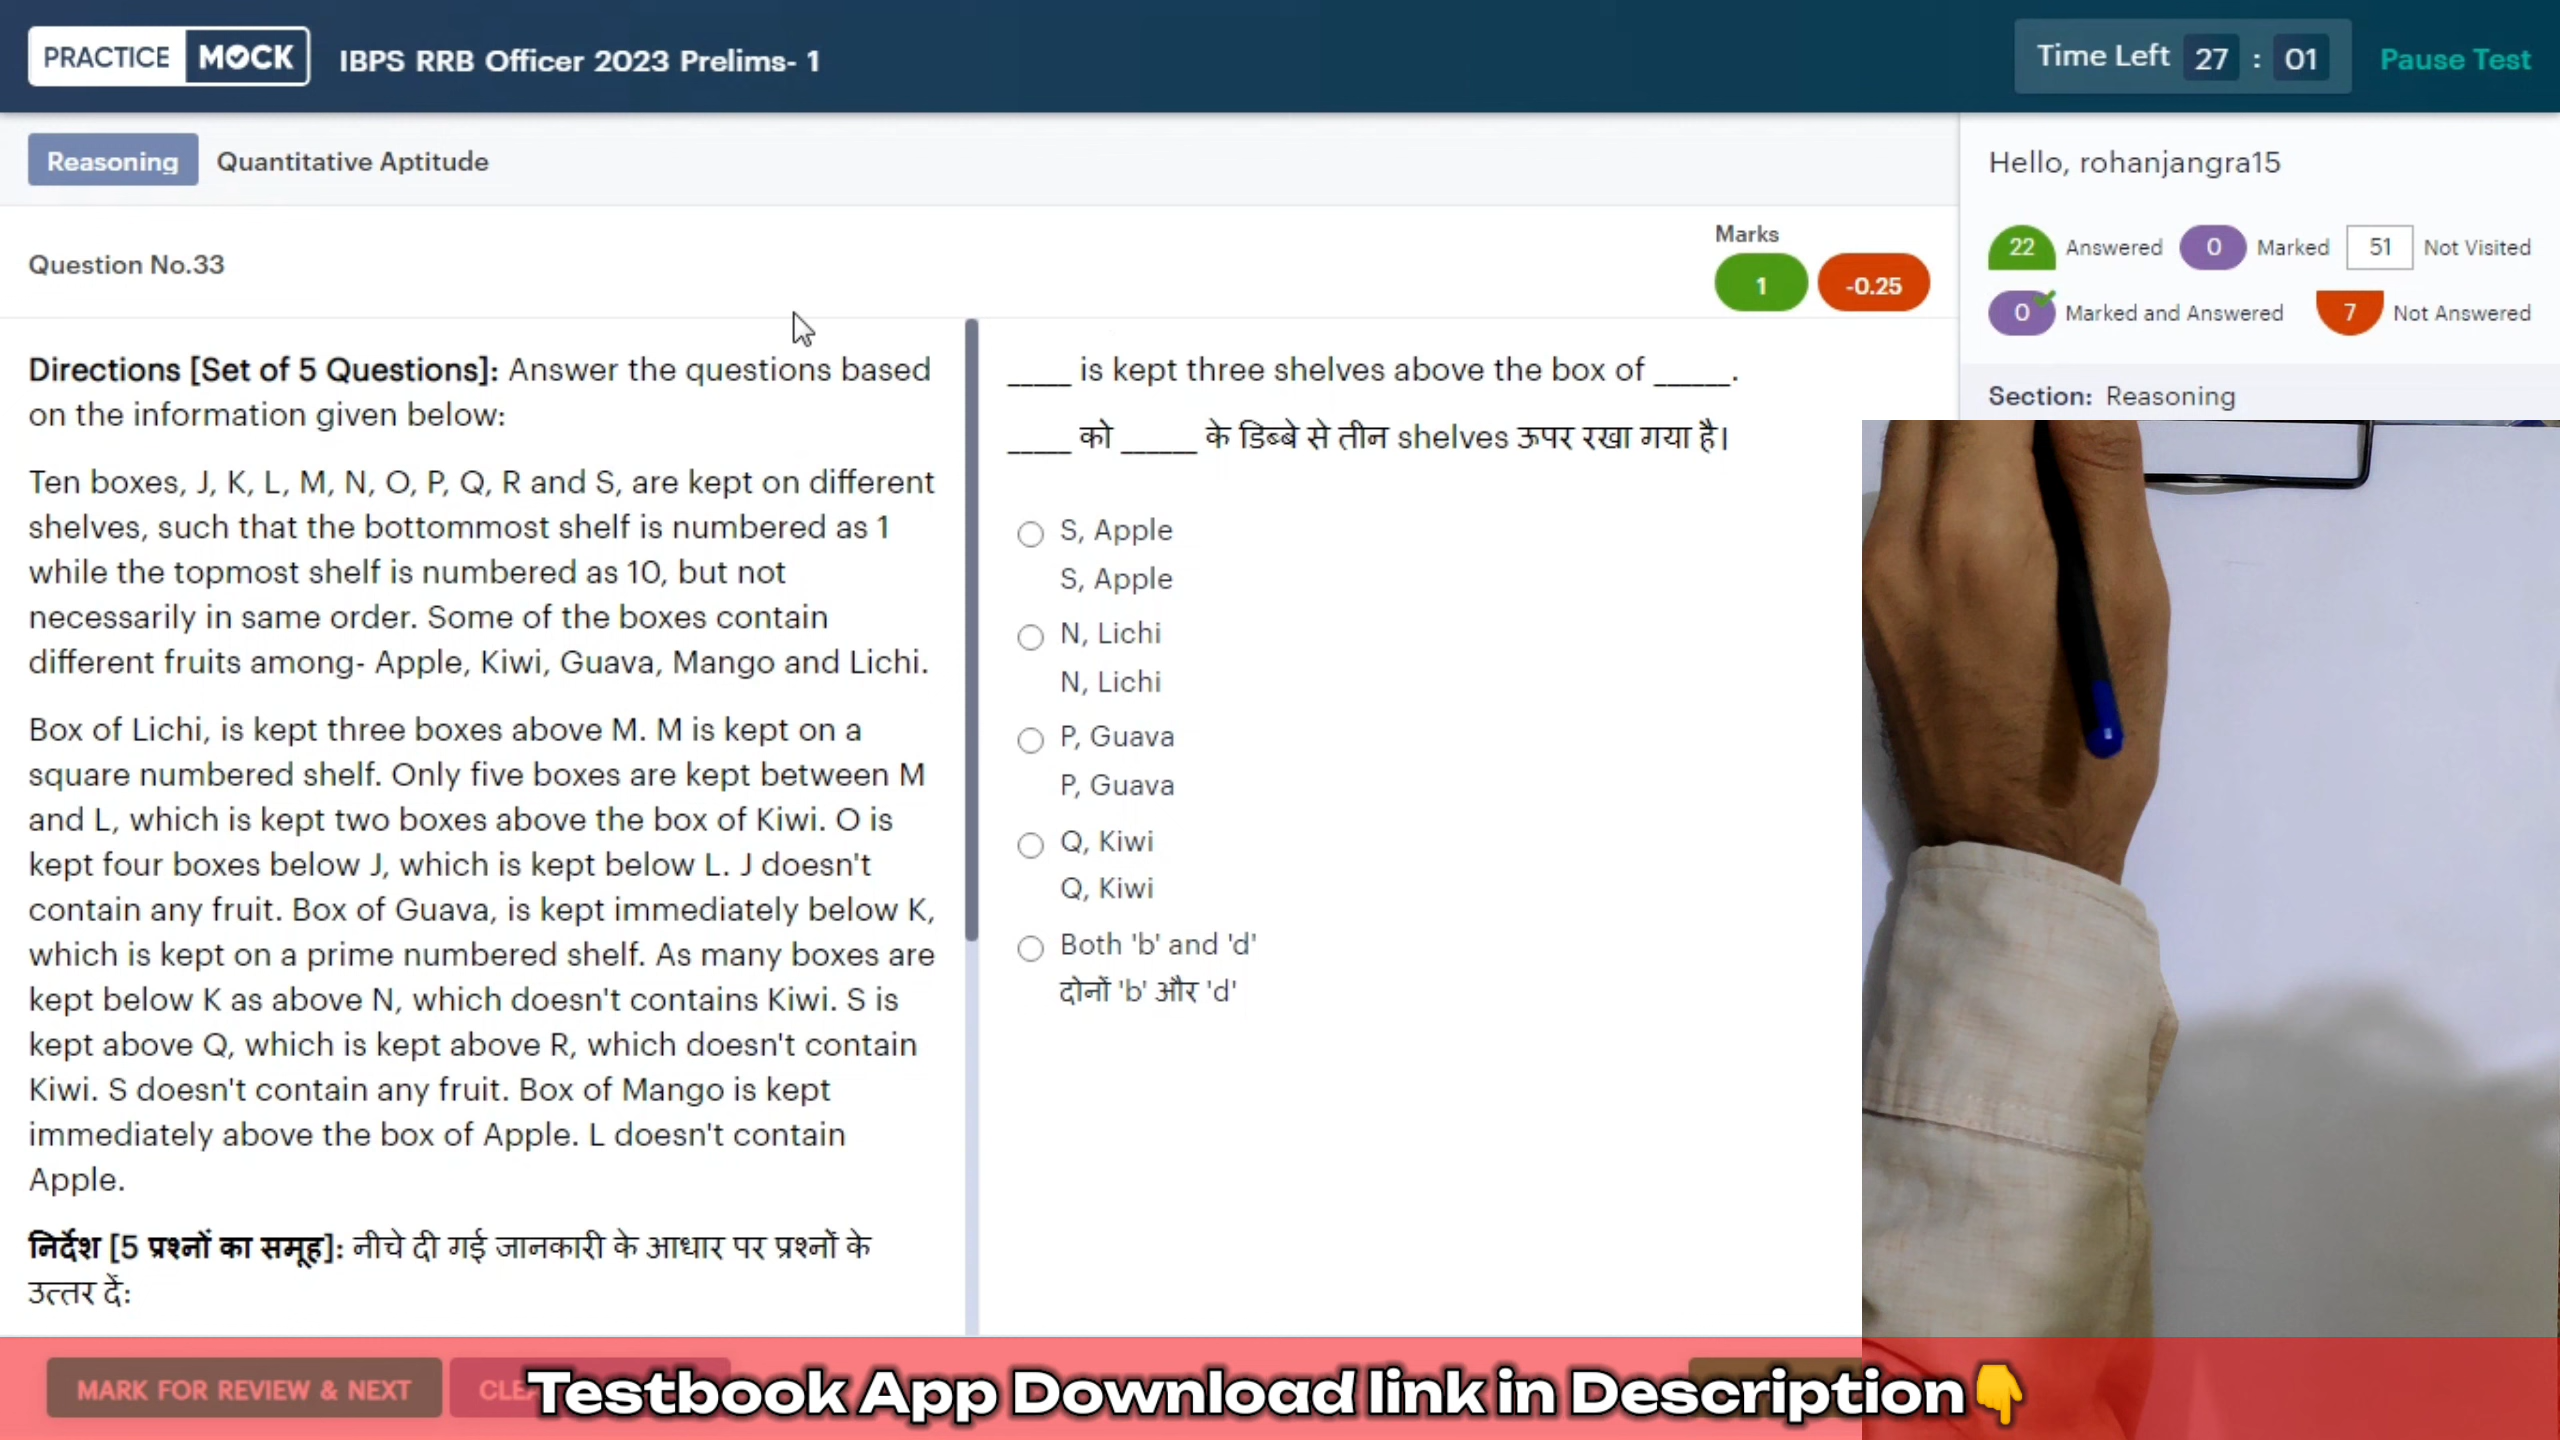 PRACTICE MOCK IBPS RRB Officer 2023 Prelims- 1 Time Left 27 : 01 Pause Test
Reasoning Quantitative Aptitude
Hello, rohanjangra15
Question No.33
Marks
1 -0.25
22 Answered 0 Marked 51 Not Visited
0 Marked and Answered 7 Not Answered
Section: Reasoning
Directions [Set of 5 Questions]: Answer the questions based
on the information given below:
Ten boxes, J, K, L, M, N, O, P, Q, R and S, are kept on different
shelves, such that the bottommost shelf is numbered as 1
while the topmost shelf is numbered as 10, but not
necessarily in same order. Some of the boxes contain
different fruits among- Apple, Kiwi, Guava, Mango and Lichi.
Box of Lichi, is kept three boxes above M. M is kept on a
square numbered shelf. Only five boxes are kept between M
and L, which is kept two boxes above the box of Kiwi. O is
kept four boxes below J, which is kept below L. J doesn't
contain any fruit. Box of Guava, is kept immediately below K,
which is kept on a prime numbered shelf. As many boxes are
kept below K as above N, which doesn't contains Kiwi. S is
kept above Q, which is kept above R, which doesn't contain
Kiwi. S doesn't contain any fruit. Box of Mango is kept
immediately above the box of Apple. L doesn't contain
Apple.
निर्देश [5 प्रश्नों का समूह]: नीचे दी गई जानकारी के आधार पर प्रश्नों के
उत्तर दें:
_____ is kept three shelves above the box of ______.
_____ को ______ के डिब्बे से तीन shelves ऊपर रखा गया है।
S, Apple
S, Apple
N, Lichi
N, Lichi
P, Guava
P, Guava
Q, Kiwi
Q, Kiwi
Both 'b' and 'd'
दोनों 'b' और 'd'
MARK FOR REVIEW & NEXT
Testbook App Download link in Description👇